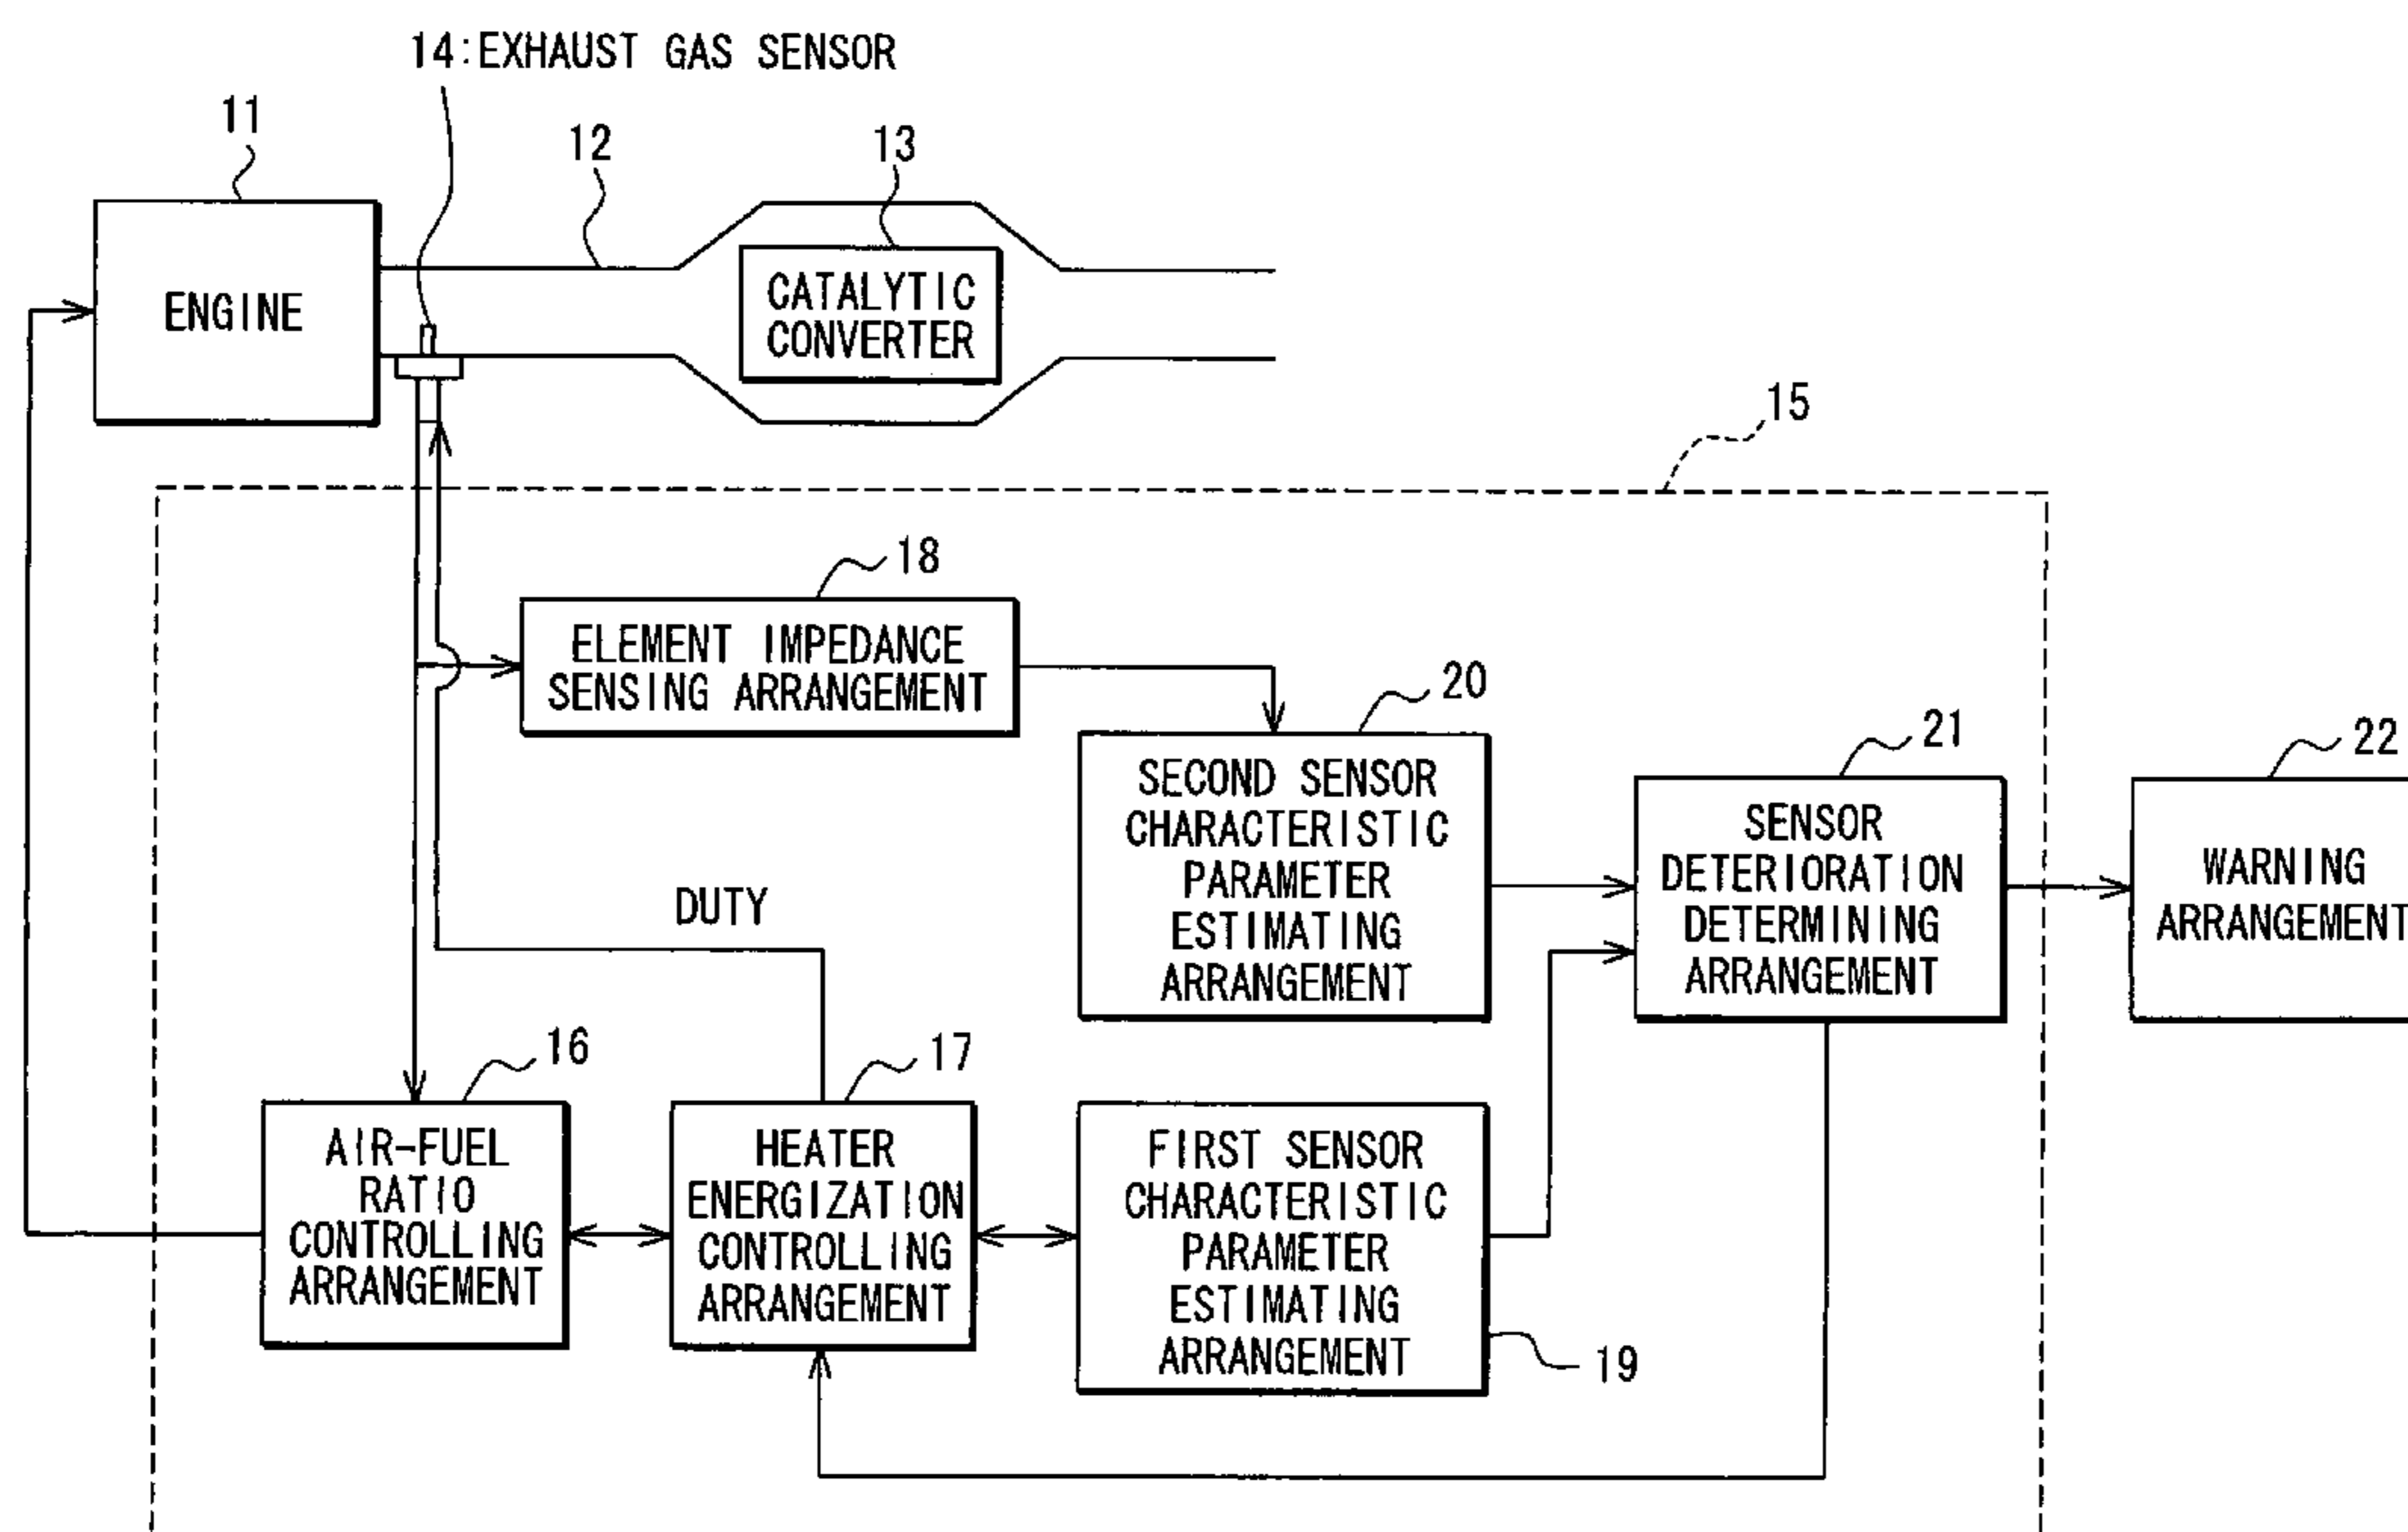 14:EXHAUST GAS SENSOR
11
12
13
ENGINE
CATALYTIC
CONVERTER
15
18
ELEMENT IMPEDANCE
SENSING ARRANGEMENT
20
SECOND SENSOR
CHARACTERISTIC
PARAMETER
ESTIMATING
ARRANGEMENT
21
SENSOR
DETERIORATION
DETERMINING
ARRANGEMENT
22
WARNING
ARRANGEMENT
DUTY
16
AIR-FUEL
RATIO
CONTROLLING
ARRANGEMENT
17
HEATER
ENERGIZATION
CONTROLLING
ARRANGEMENT
FIRST SENSOR
CHARACTERISTIC
PARAMETER
ESTIMATING
ARRANGEMENT
19